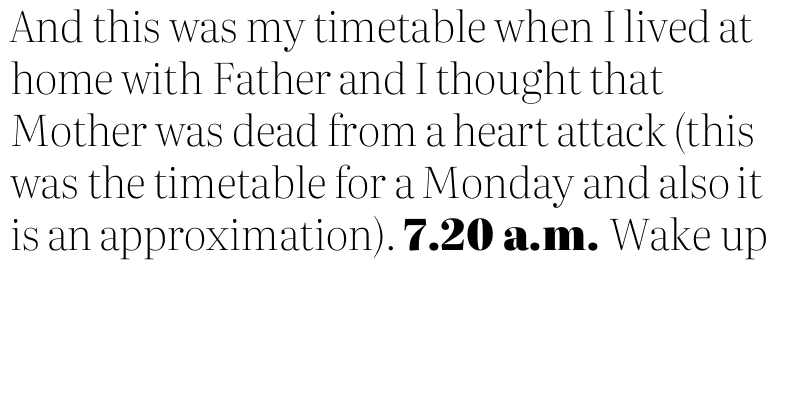 And this was my timetable when I lived at
home with Father and I thought that
Mother was dead from a heart attack (this
was the timetable for a Monday and also it
is an approximation). 7.20 a.m. Wake up